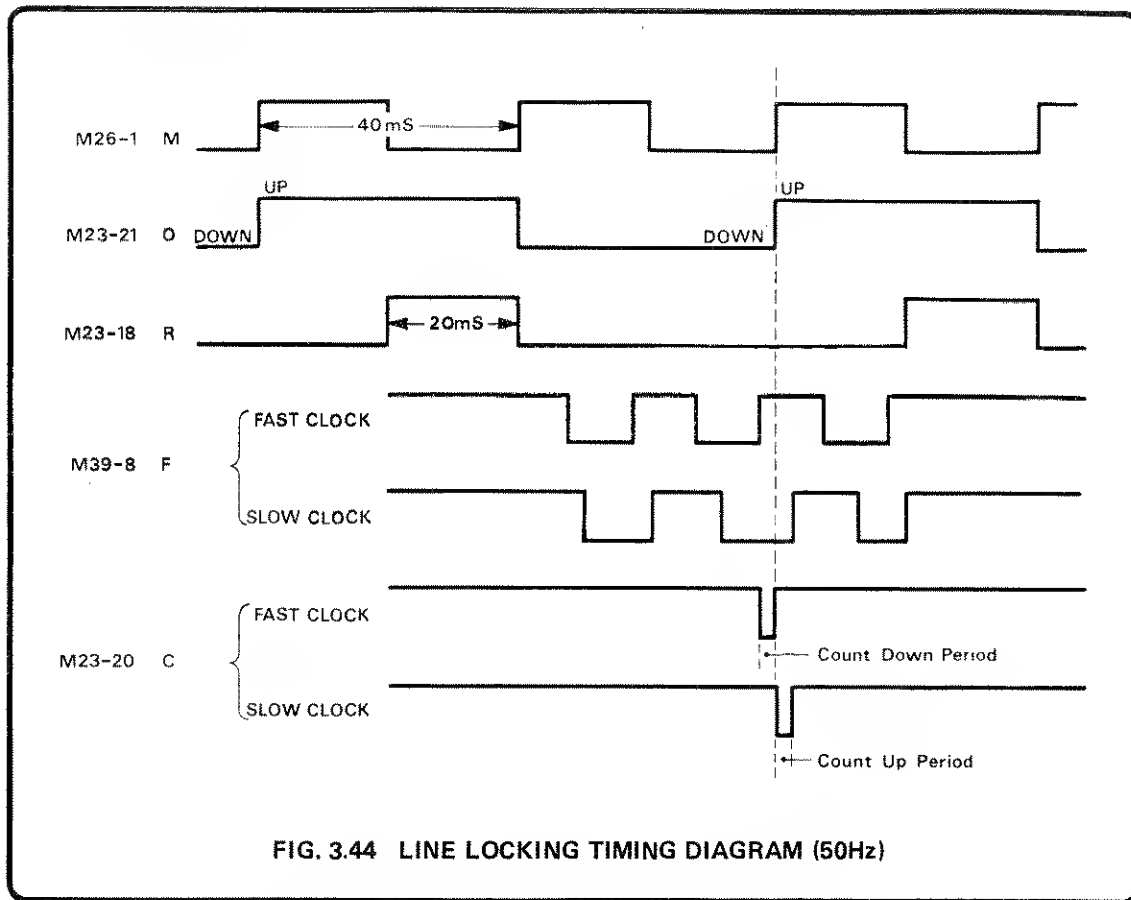 M26-1 M
40mS
UP
UP
M23-21 O DOWN
DOWN
M23-18 R
20mS
FAST CLOCK
M39-8 F
SLOW CLOCK
FAST CLOCK
Count Down Period
M23-20 C
SLOW CLOCK
Count Up Period
FIG. 3.44 LINE LOCKING TIMING DIAGRAM (50Hz)